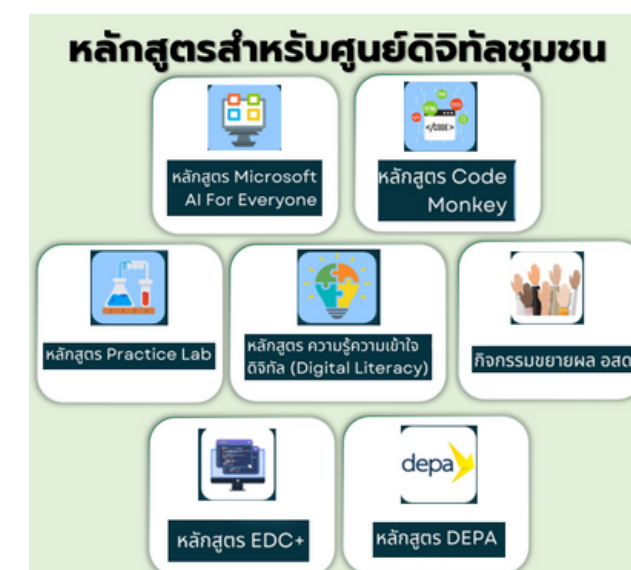 หลักสูตรสำหรับศูนย์ดิจิทัลชุมชน
หลักสูตร Microsoft
AI For Everyone
</CODE>
หลักสูตร Code
Monkey
หลักสูตร Practice Lab
หลักสูตร ความรู้ความเข้าใจ
ดิจิทัล (Digital Literacy)
กิจกรรมขยายผล อสด
หลักสูตร EDC+
depa
หลักสูตร DEPA